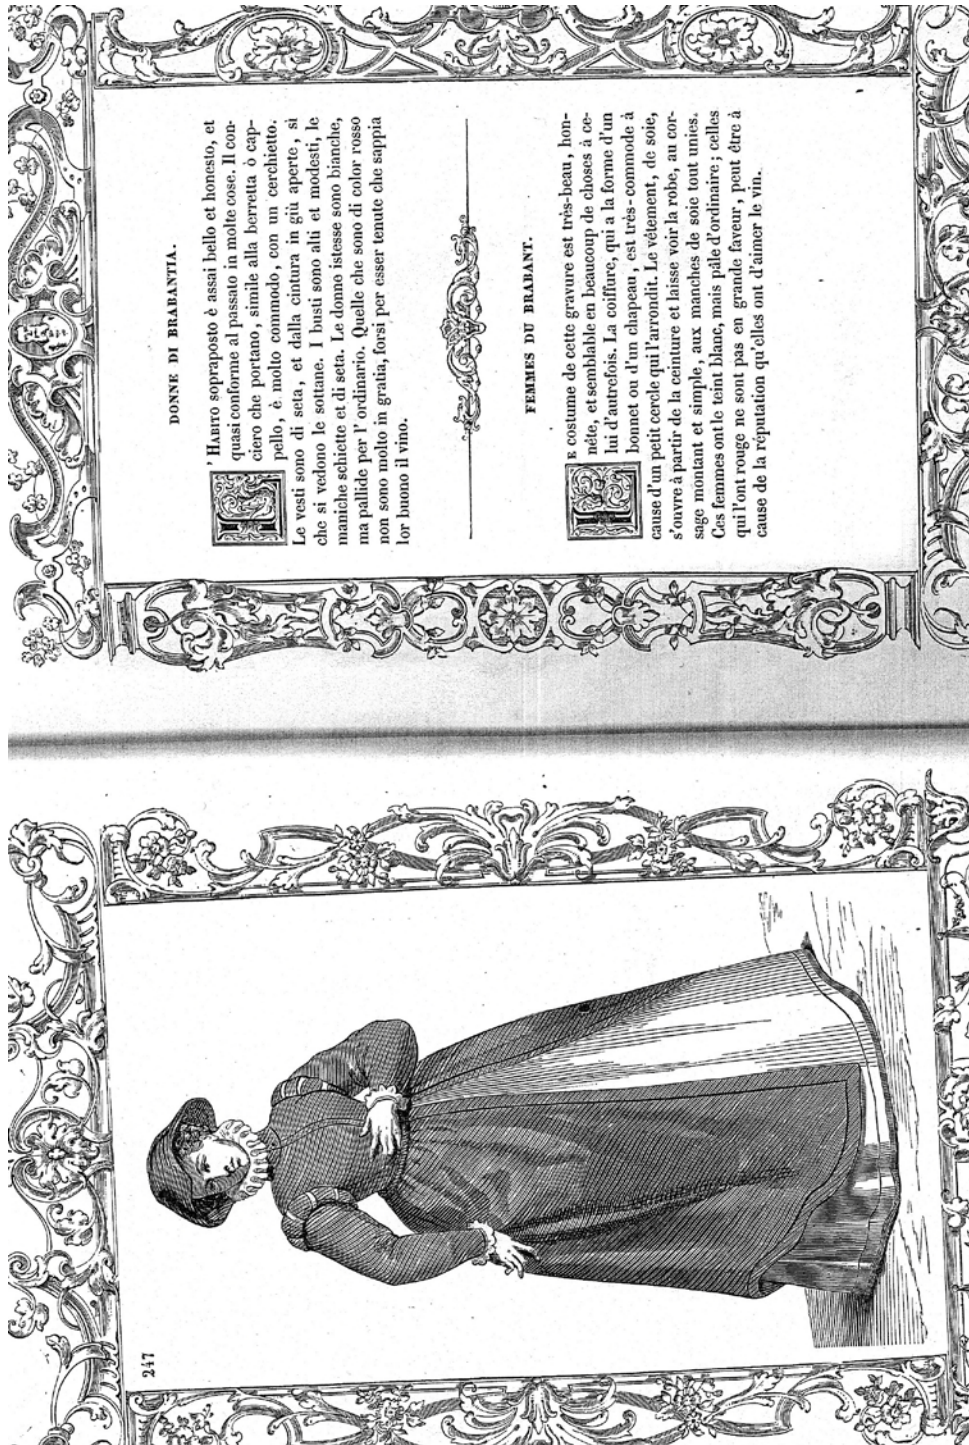 247
DONNE DI BRABANTIA.
L'HABITO sopraposto è assai bello et honesto, et
quasi conforme al passato in molte cose. Il con-
ciero che portano, simile alla berretta ò cap-
pello, è molto commodo, con un cerchietto.
Le vesti sono di seta, et dalla cintura in giù aperte, sì
che si vedono le sottane. I busti sono alti et modesti, le
maniche schiette et di seta. Le donno istesse sono bianche,
ma pallide per l'ordinario. Quelle che sono di color rosso
non sono molto in gratia, forsi per esser tenute che sappia
lor buono il vino.
FEMMES DU BRABANT.
LE costume de cette gravure est très-beau, hon-
nête, et semblable en beaucoup de choses à ce-
lui d'autrefois. La coiffure, qui a la forme d'un
bonnet ou d'un chapeau, est très-commode à
cause d'un petit cercle qui l'arrondit. Le vêtement, de soie,
s'ouvre à partir de la ceinture et laisse voir la robe, au cor-
sage montant et simple, aux manches de soie tout unies.
Ces femmes ont le teint blanc, mais pâle d'ordinaire; celles
qui l'ont rouge ne sont pas en grande faveur, peut être à
cause de la réputation qu'elles ont d'aimer le vin.